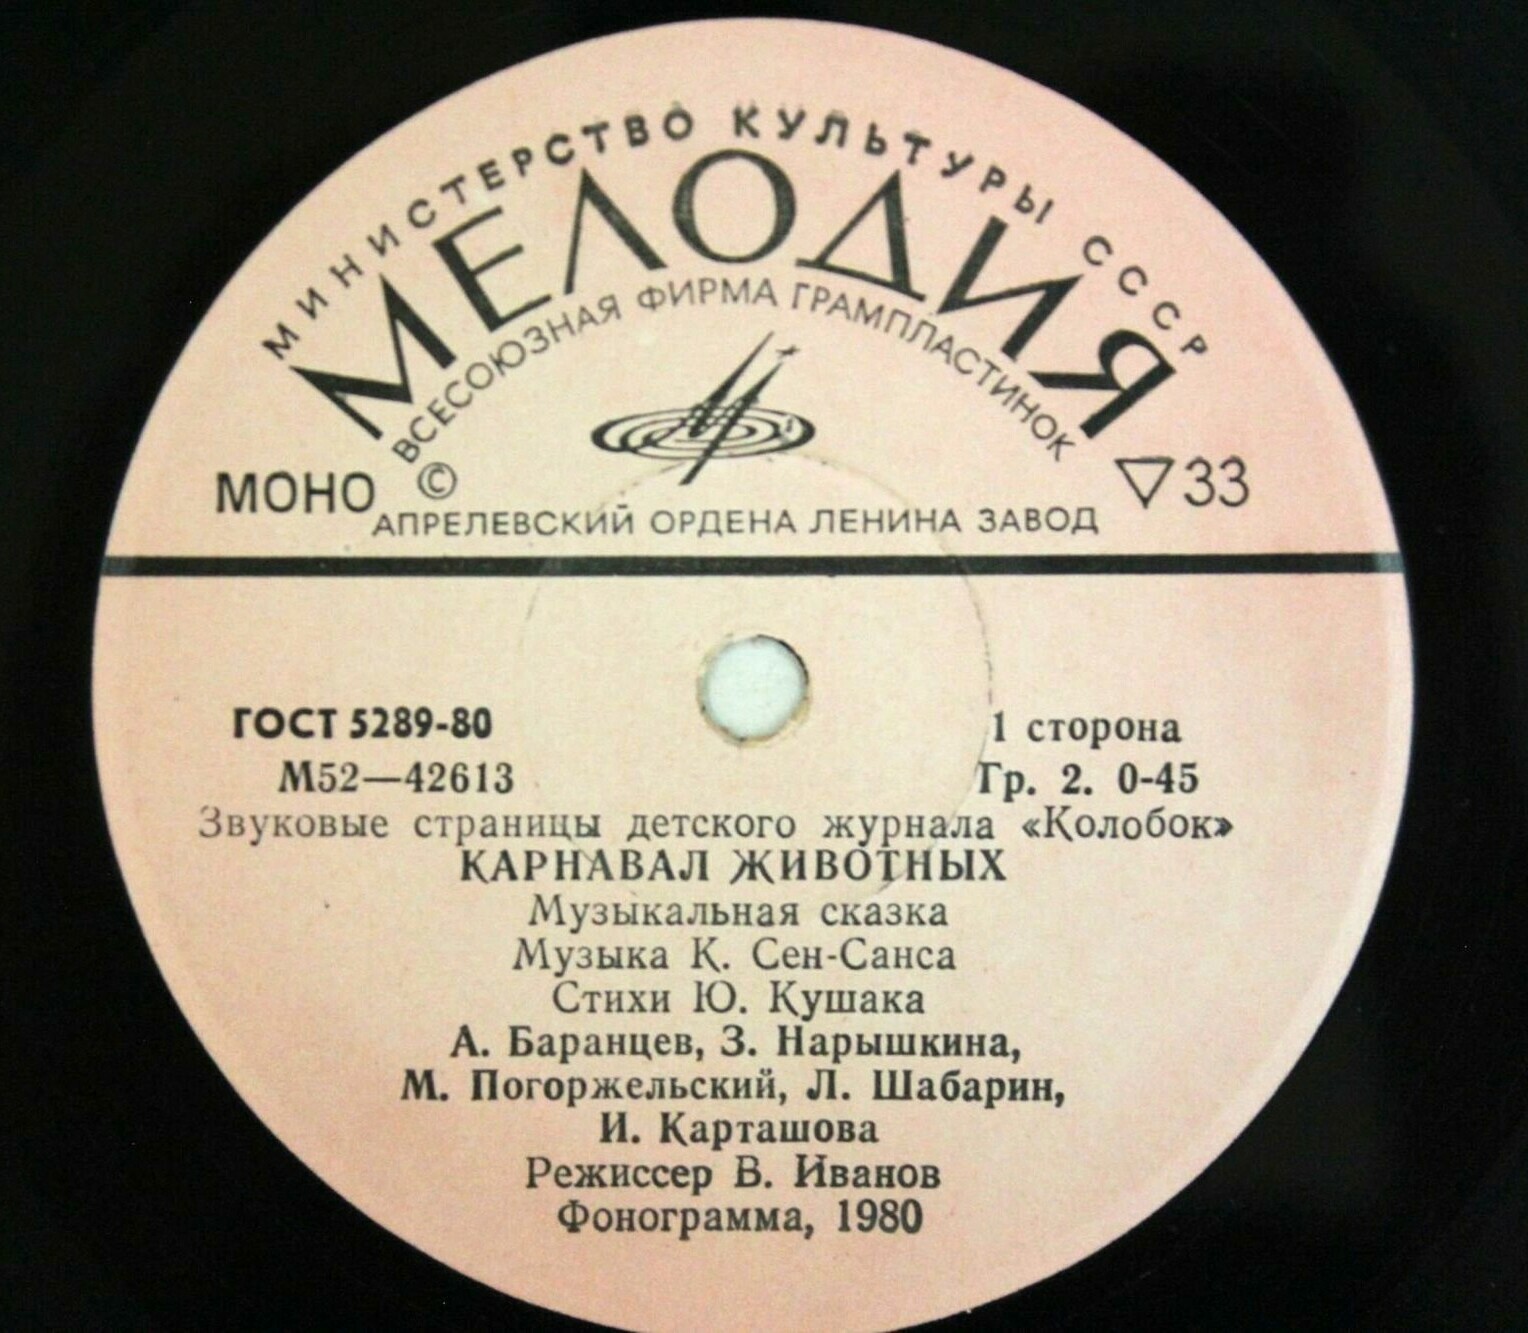 МИНИСТЕРСТВО КУЛЬТУРЫ СССР
МЕЛОДИЯ
ВСЕСОЮЗНАЯ ФИРМА ГРАМПЛАСТИНОК
МОНО © ▽33
АПРЕЛЕВСКИЙ ОРДЕНА ЛЕНИНА ЗАВОД
ГОСТ 5289-80 1 сторона
М52—42613 Гр. 2. 0-45
Звуковые страницы детского журнала «Колобок»
КАРНАВАЛ ЖИВОТНЫХ
Музыкальная сказка
Музыка К. Сен-Санса
Стихи Ю. Кушака
А. Баранцев, З. Нарышкина,
М. Погоржельский, Л. Шабарин,
И. Карташова
Режиссер В. Иванов
Фонограмма, 1980